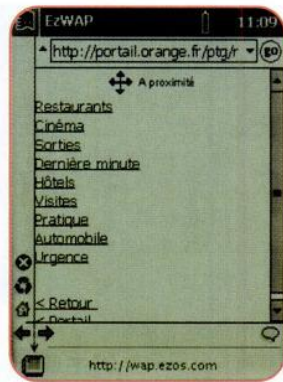 EzWAP 11:09
http://portail.orange.fr/ptg/r go
A proximité
Restaurants
Cinéma
Sorties
Dernière minute
Hôtels
Visites
Pratique
Automobile
Urgence
< Retour
< Portail
http://wap.ezos.com